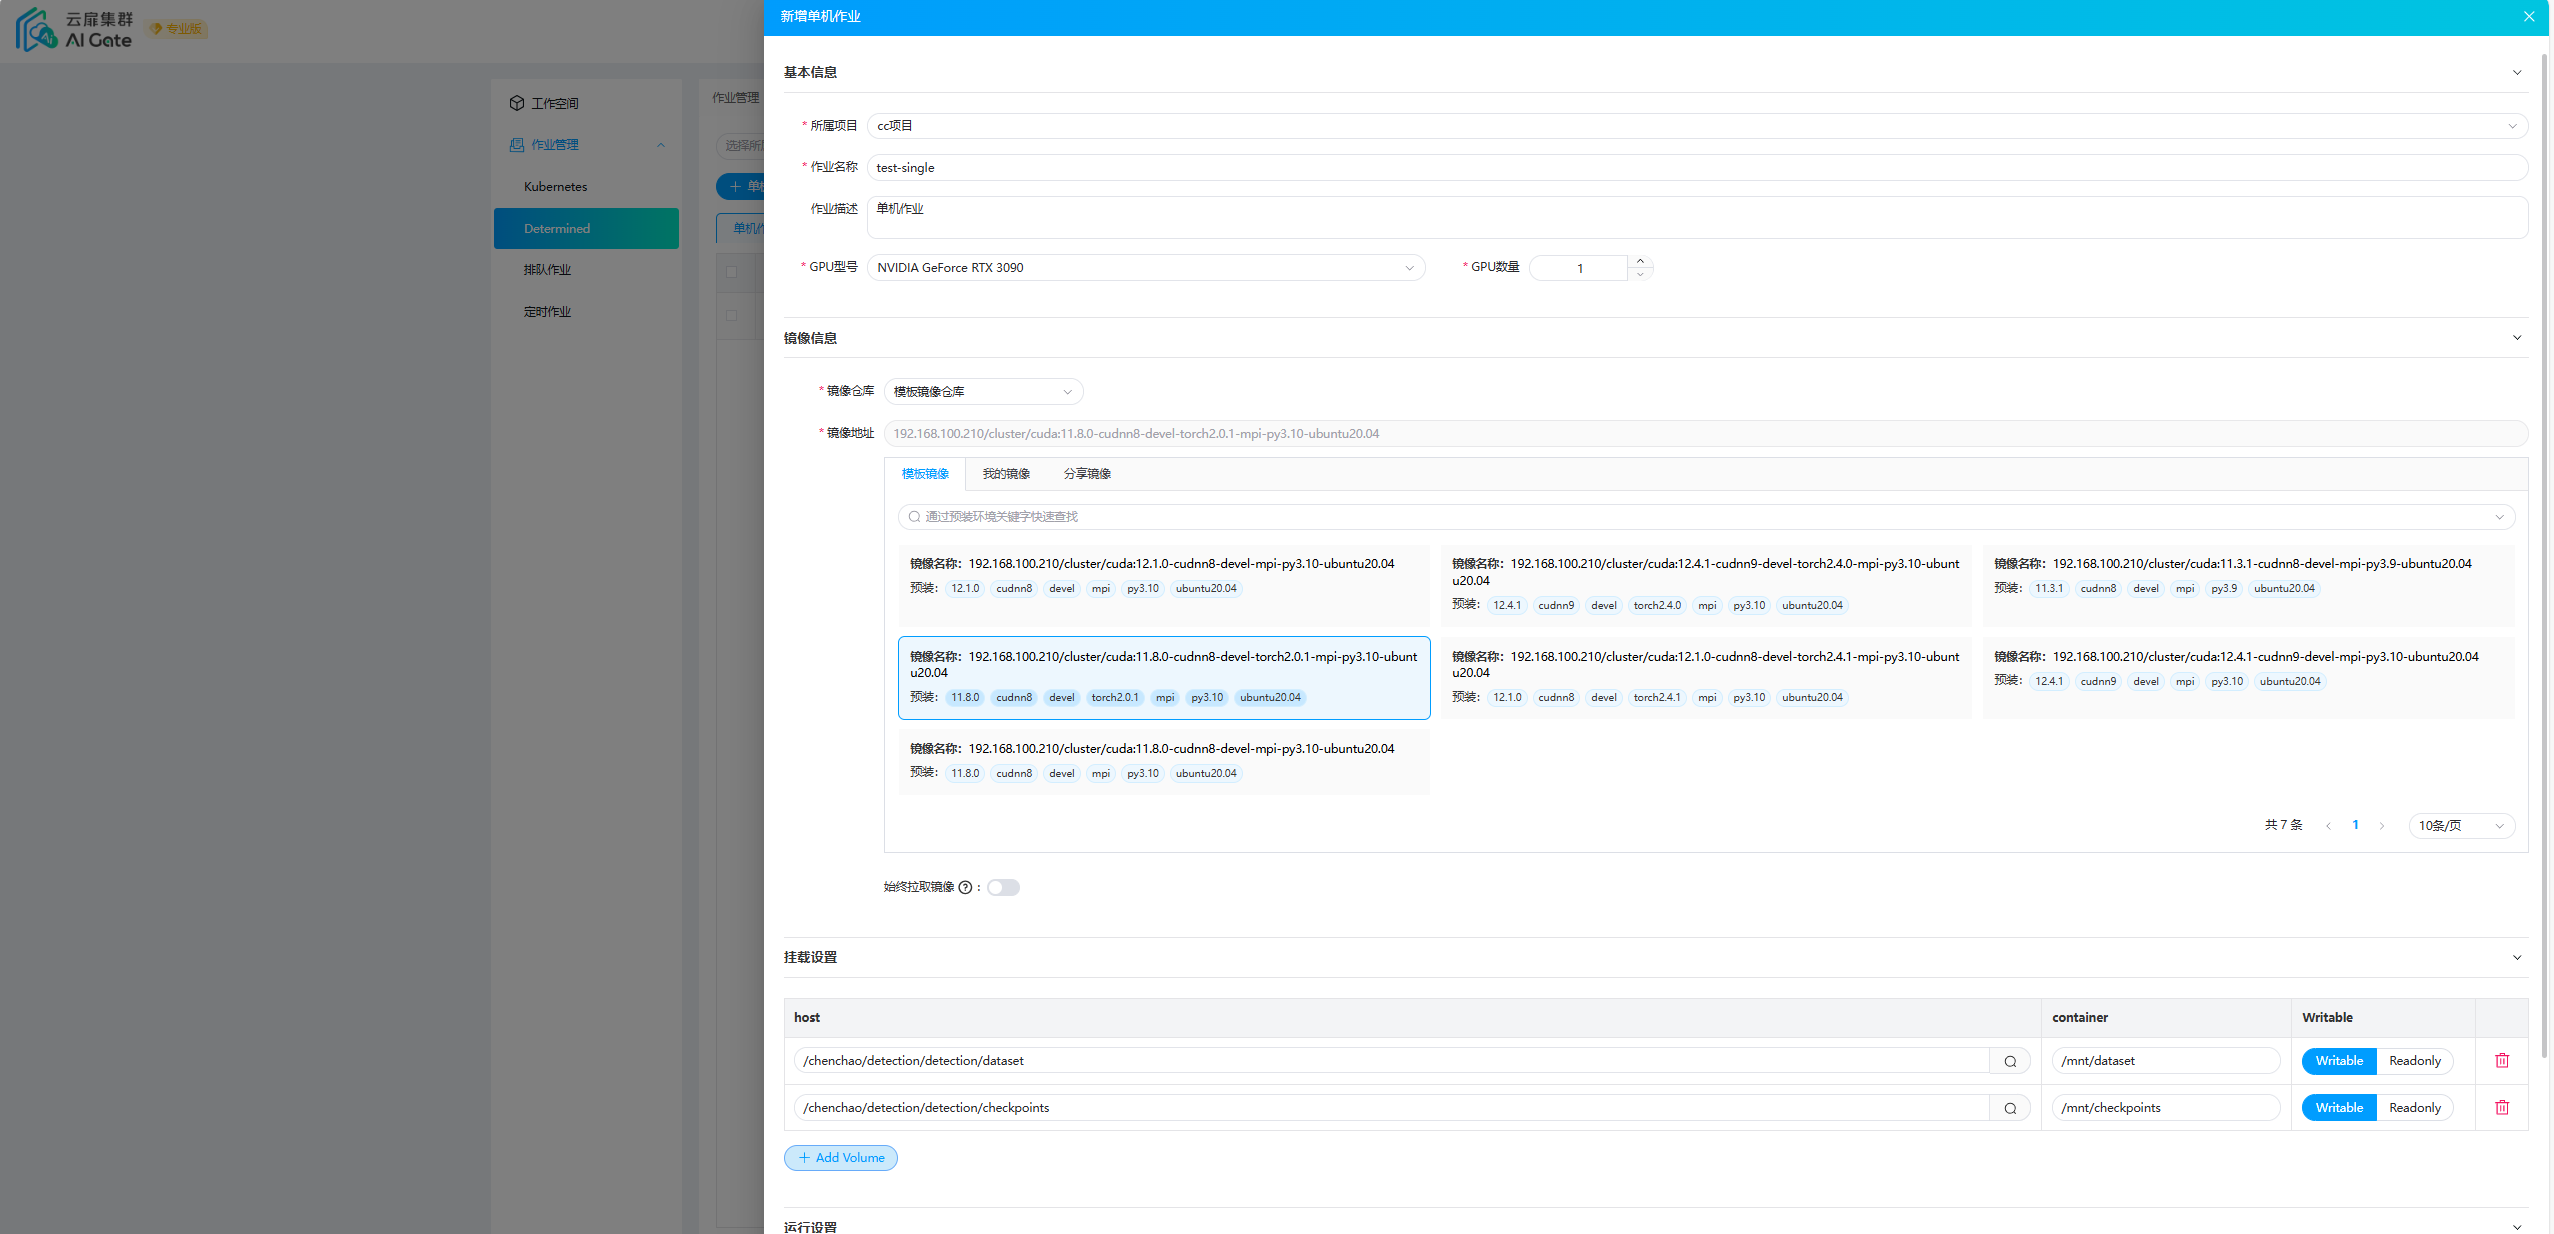 云扉集群
AI Gate
专业版
工作空间
作业管理
Kubernetes
Determined
排队作业
定时作业
作业管理
选择所
单机
单机作
新增单机作业
基本信息
* 所属项目 cc项目
* 作业名称 test-single
作业描述 单机作业
* GPU型号 NVIDIA GeForce RTX 3090 * GPU数量 1
镜像信息
* 镜像仓库 模板镜像仓库
* 镜像地址 192.168.100.210/cluster/cuda:11.8.0-cudnn8-devel-torch2.0.1-mpi-py3.10-ubuntu20.04
模板镜像 我的镜像 分享镜像
通过预装环境关键字快速查找
镜像名称：192.168.100.210/cluster/cuda:12.1.0-cudnn8-devel-mpi-py3.10-ubuntu20.04
预装： 12.1.0 cudnn8 devel mpi py3.10 ubuntu20.04
镜像名称：192.168.100.210/cluster/cuda:12.4.1-cudnn9-devel-torch2.4.0-mpi-py3.10-ubunt
u20.04
预装： 12.4.1 cudnn9 devel torch2.4.0 mpi py3.10 ubuntu20.04
镜像名称：192.168.100.210/cluster/cuda:11.3.1-cudnn8-devel-mpi-py3.9-ubuntu20.04
预装： 11.3.1 cudnn8 devel mpi py3.9 ubuntu20.04
镜像名称：192.168.100.210/cluster/cuda:11.8.0-cudnn8-devel-torch2.0.1-mpi-py3.10-ubunt
u20.04
预装： 11.8.0 cudnn8 devel torch2.0.1 mpi py3.10 ubuntu20.04
镜像名称：192.168.100.210/cluster/cuda:12.1.0-cudnn8-devel-torch2.4.1-mpi-py3.10-ubunt
u20.04
预装： 12.1.0 cudnn8 devel torch2.4.1 mpi py3.10 ubuntu20.04
镜像名称：192.168.100.210/cluster/cuda:12.4.1-cudnn9-devel-mpi-py3.10-ubuntu20.04
预装： 12.4.1 cudnn9 devel mpi py3.10 ubuntu20.04
镜像名称：192.168.100.210/cluster/cuda:11.8.0-cudnn8-devel-mpi-py3.10-ubuntu20.04
预装： 11.8.0 cudnn8 devel mpi py3.10 ubuntu20.04
共 7 条 1 10条/页
始终拉取镜像 ：
挂载设置
host container Writable
/chenchao/detection/detection/dataset /mnt/dataset Writable Readonly
/chenchao/detection/detection/checkpoints /mnt/checkpoints Writable Readonly
Add Volume
运行设置